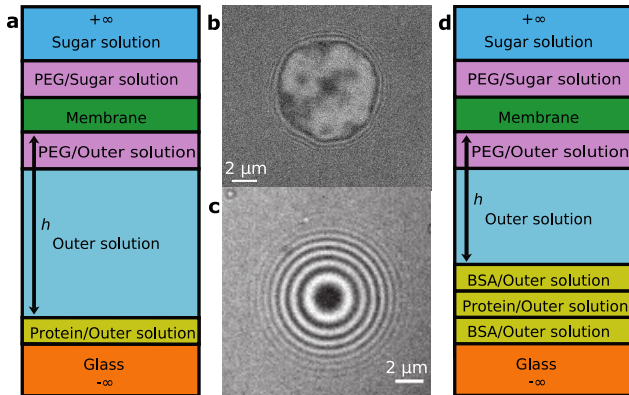 a
+∞
Sugar solution
PEG/Sugar solution
Membrane
PEG/Outer solution
h
Outer solution
Protein/Outer solution
Glass
-∞
b
2 μm
c
2 μm
d
+∞
Sugar solution
PEG/Sugar solution
Membrane
PEG/Outer solution
h
Outer solution
BSA/Outer solution
Protein/Outer solution
BSA/Outer solution
Glass
-∞